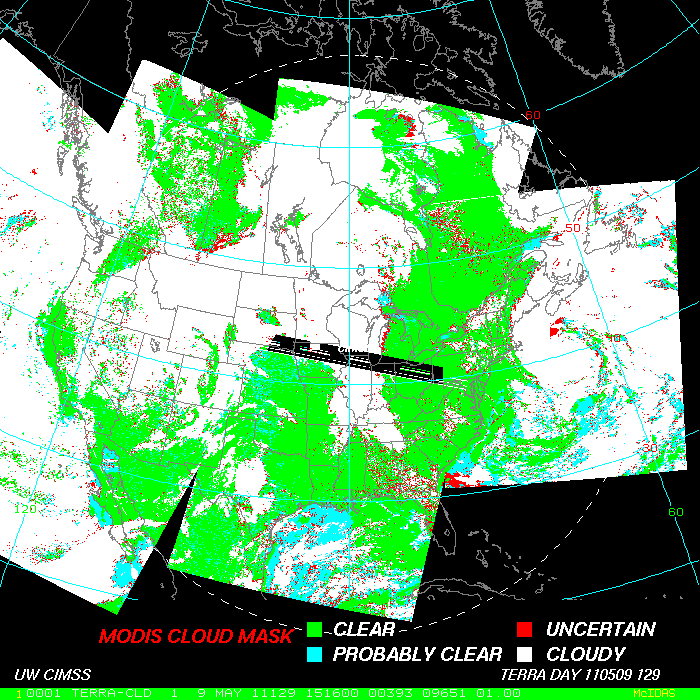 60
50
40
30
120
60
MODIS CLOUD MASK
CLEAR
UNCERTAIN
PROBABLY CLEAR
CLOUDY
UW CIMSS
TERRA DAY 110509 129
10001 TERRA-CLD 1 9 MAY 11129 151600 00393 09651 01.00
McIDAS